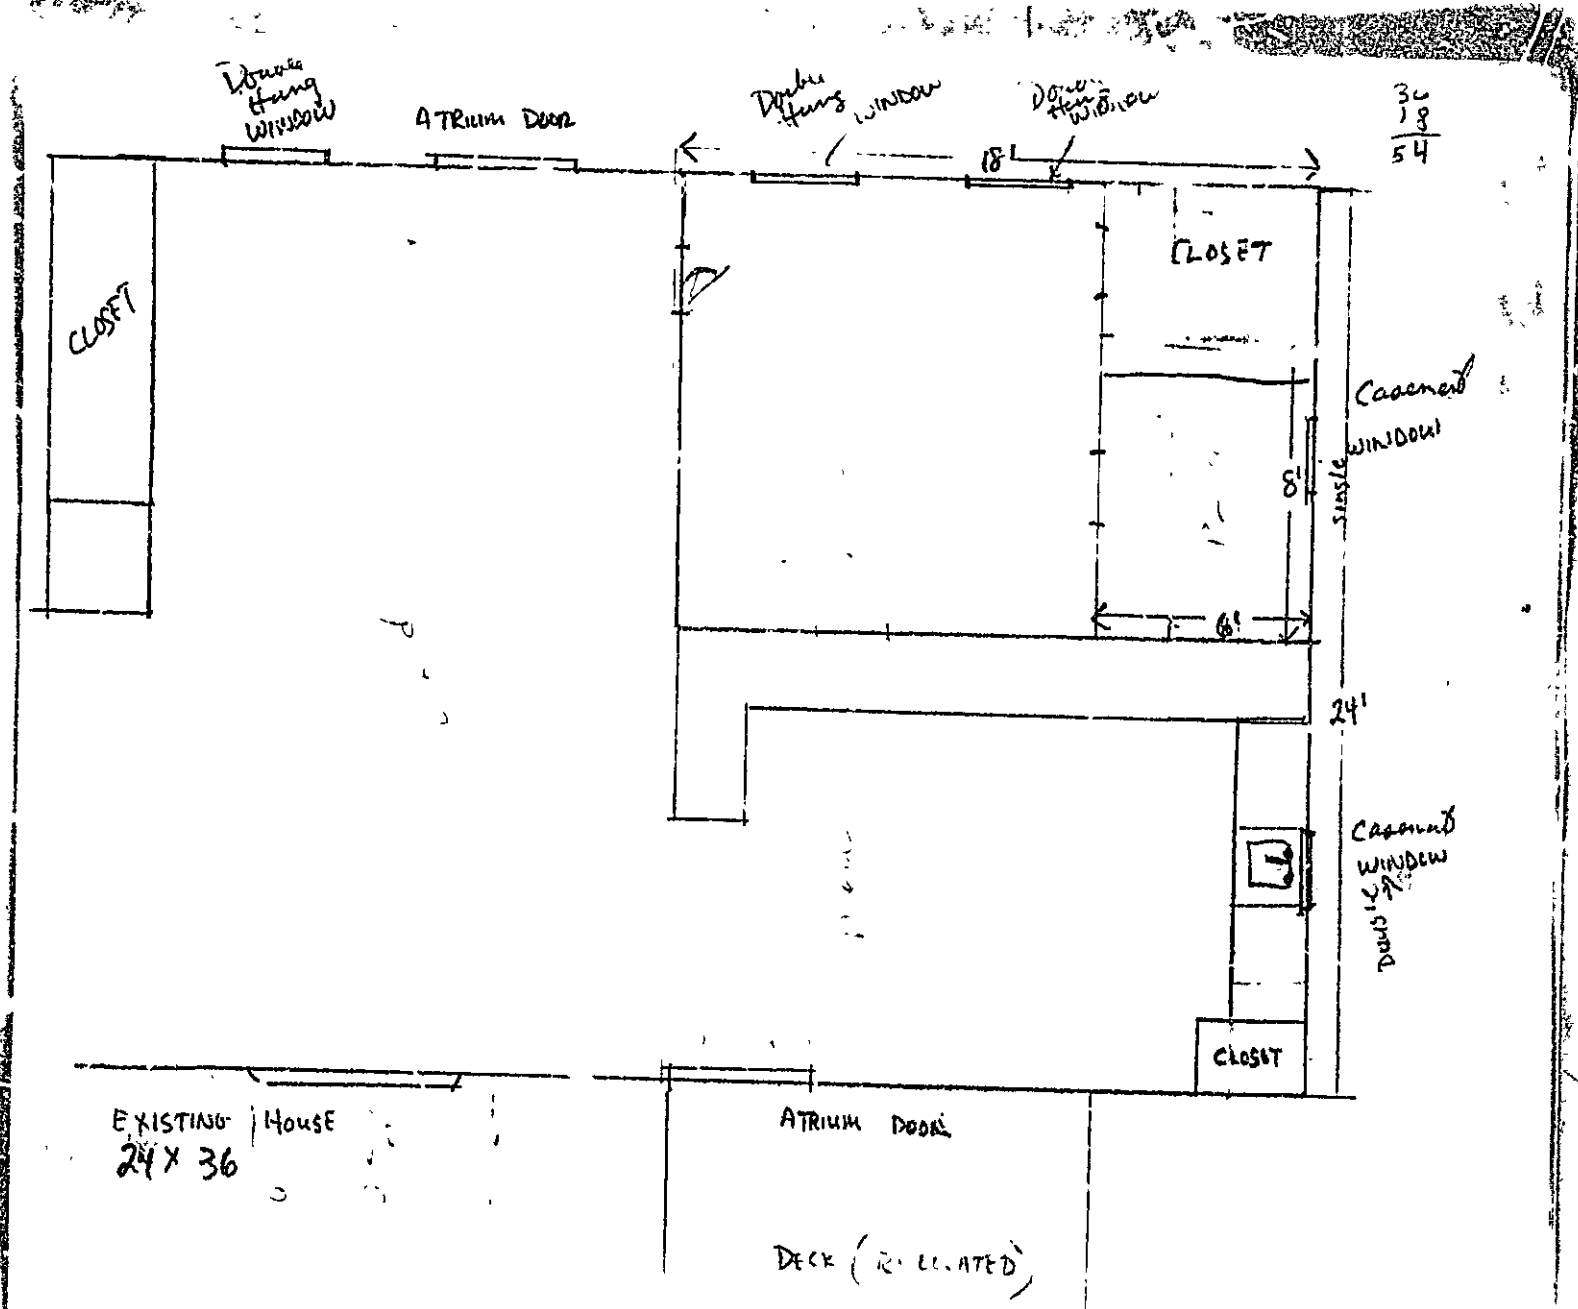 Double
Hung
WINDOW
ATRIUM DOOR
Double
Hung
WINDOW
Double
Hung
WINDOW
36
18
54
18'
CLOSET
CLOSET
Casement
WINDOW
single
8'
6'
24'
Casement
WINDOW
Double
CLOSET
EXISTING HOUSE
24 X 36
ATRIUM DOOR
DECK (